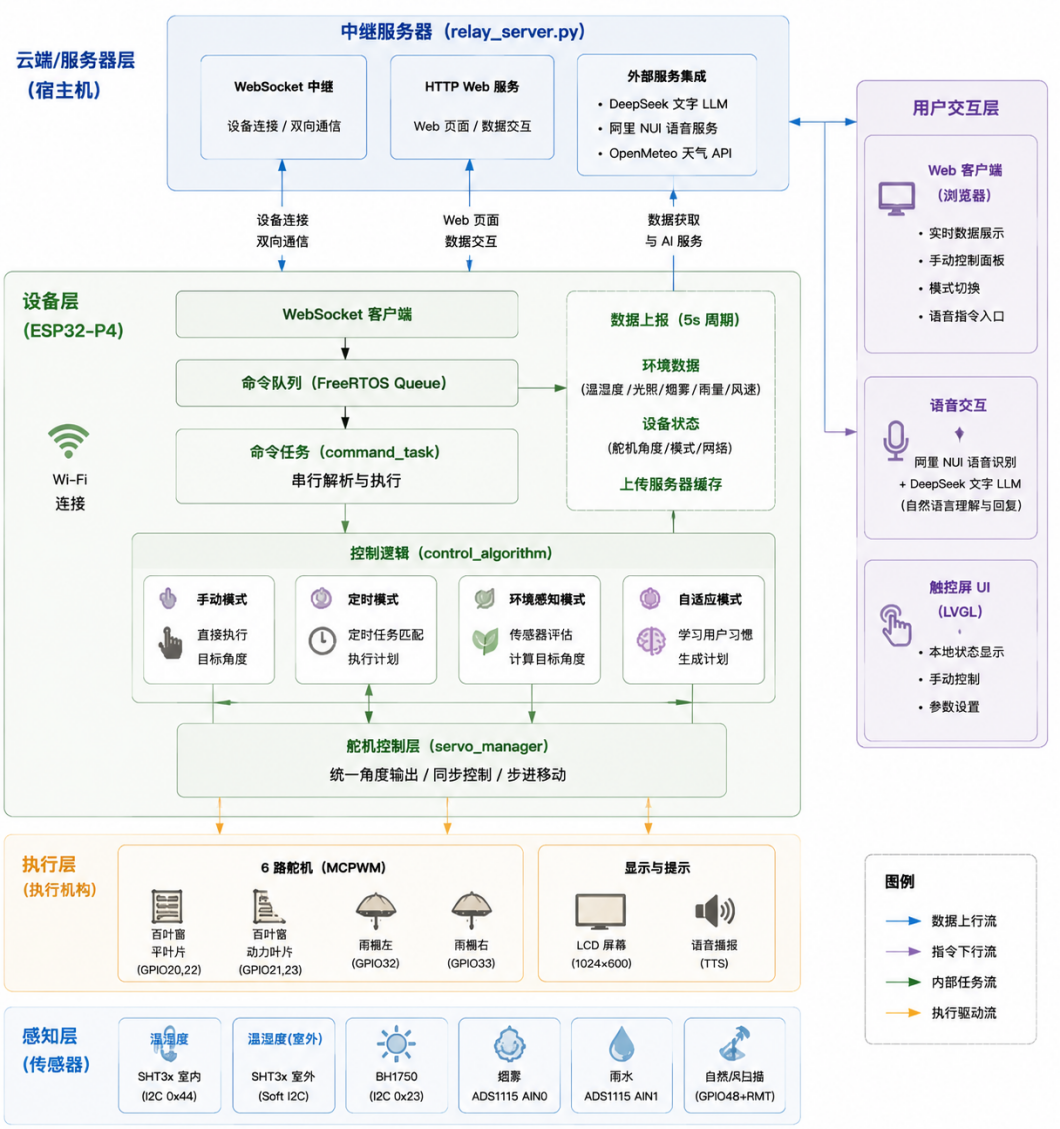 云端/服务器层
(宿主机)
中继服务器（relay_server.py）
WebSocket 中继
设备连接 / 双向通信
HTTP Web 服务
Web 页面 / 数据交互
外部服务集成
• DeepSeek 文字 LLM
• 阿里 NUI 语音服务
• OpenMeteo 天气 API
设备连接
双向通信
Web 页面
数据交互
数据获取
与 AI 服务
用户交互层
Web 客户端
(浏览器)
• 实时数据展示
• 手动控制面板
• 模式切换
• 语音指令入口
语音交互
阿里 NUI 语音识别
+ DeepSeek 文字 LLM
(自然语言理解与回复)
触控屏 UI
(LVGL)
• 本地状态显示
• 手动控制
• 参数设置
设备层
(ESP32-P4)
Wi-Fi
连接
WebSocket 客户端
命令队列（FreeRTOS Queue）
命令任务（command_task）
串行解析与执行
数据上报（5s 周期）
环境数据
(温湿度/光照/烟雾/雨量/风速)
设备状态
(舵机角度/模式/网络)
上传服务器缓存
控制逻辑（control_algorithm）
手动模式
直接执行
目标角度
定时模式
定时任务匹配
执行计划
环境感知模式
传感器评估
计算目标角度
自适应模式
学习用户习惯
生成计划
舵机控制层（servo_manager）
统一角度输出 / 同步控制 / 步进移动
执行层
(执行机构)
6 路舵机（MCPWM）
百叶窗
平叶片
(GPIO20,22)
百叶窗
动力叶片
(GPIO21,23)
雨棚左
(GPIO32)
雨棚右
(GPIO33)
显示与提示
LCD 屏幕
(1024×600)
语音播报
(TTS)
图例
数据上行流
指令下行流
内部任务流
执行驱动流
感知层
(传感器)
温湿度
SHT3x 室内
(I2C 0x44)
温湿度(室外)
SHT3x 室外
(Soft I2C)
BH1750
(I2C 0x23)
烟雾
ADS1115 AIN0
雨水
ADS1115 AIN1
自然/风扫描
(GPIO48+RMT)